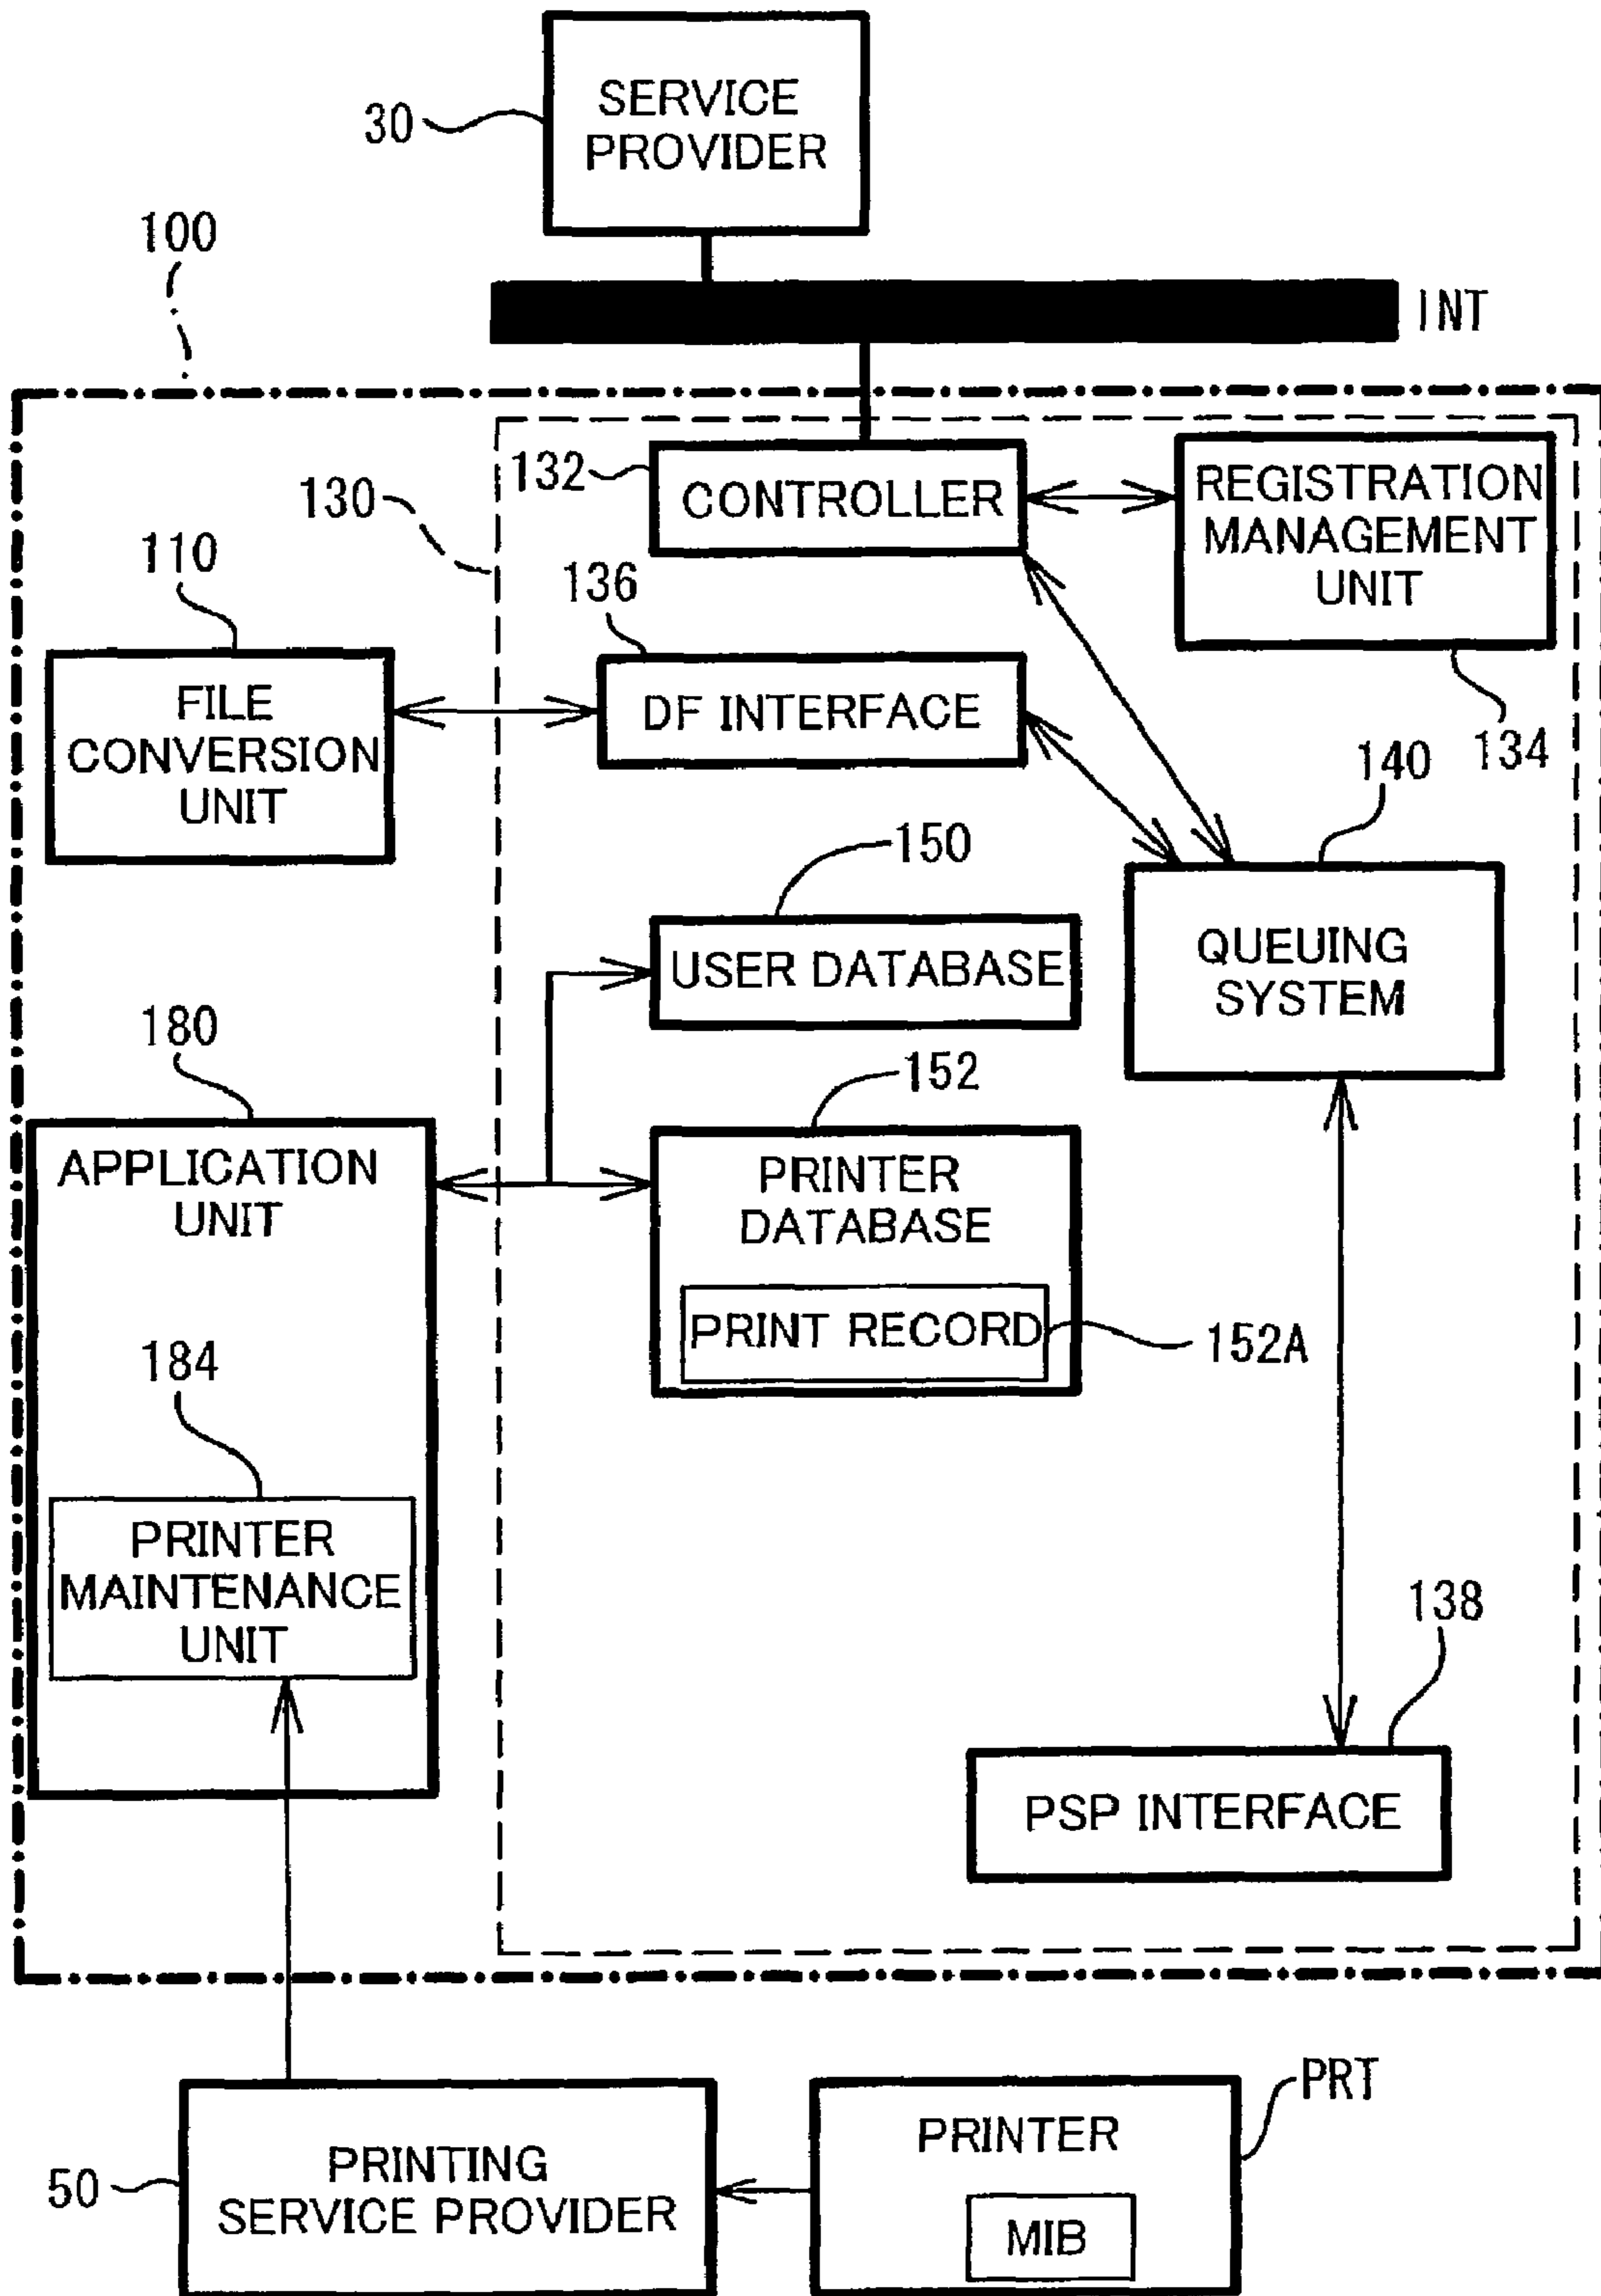 SERVICE
PROVIDER
30
100
INT
132
CONTROLLER
REGISTRATION
MANAGEMENT
UNIT
130
110
136
134
FILE
CONVERSION
UNIT
DF INTERFACE
140
150
USER DATABASE
QUEUING
SYSTEM
180
152
APPLICATION
UNIT
PRINTER
DATABASE
PRINT RECORD
152A
184
PRINTER
MAINTENANCE
UNIT
138
PSP INTERFACE
PRT
PRINTER
50
PRINTING
SERVICE PROVIDER
MIB